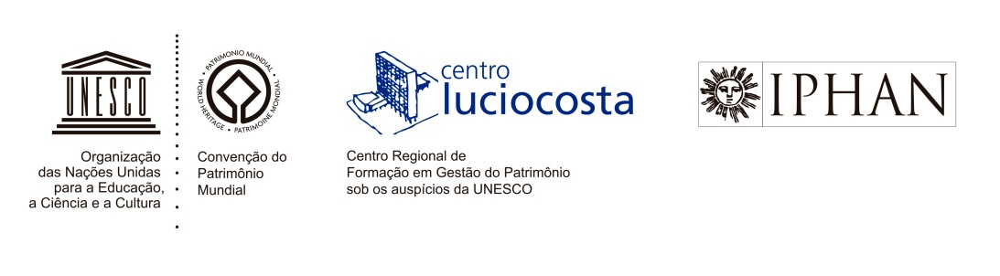 UNESCO
Organização
das Nações Unidas
para a Educação,
a Ciência e a Cultura
PATRIMONIO MUNDIAL • WORLD HERITAGE • PATRIMOINE MONDIAL •
Convenção do
Patrimônio
Mundial
centro
luciocosta
Centro Regional de
Formação em Gestão do Patrimônio
sob os auspícios da UNESCO
IPHAN